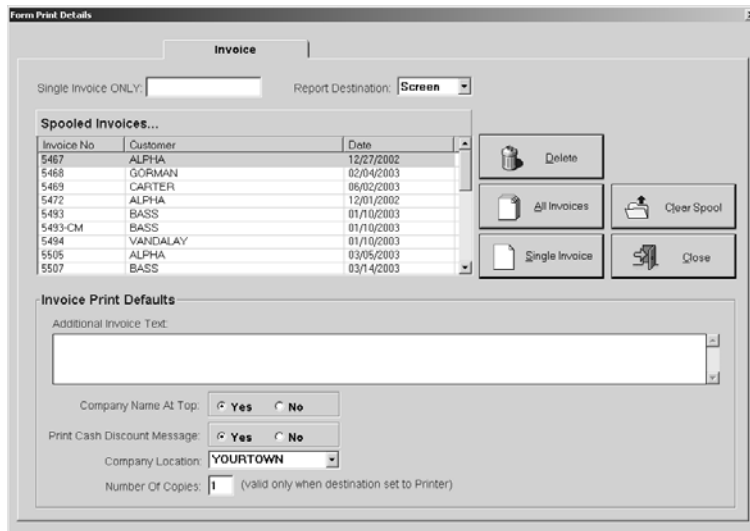 Form Print Details
Invoice
Single Invoice ONLY:
Report Destination: Screen
Spooled Invoices...
Invoice No Customer Date
5467 ALPHA 12/27/2002
5468 GORMAN 02/04/2003
5469 CARTER 06/02/2003
5472 ALPHA 12/01/2002
5493 BASS 01/10/2003
5493-CM BASS 01/10/2003
5494 VANDALAY 01/10/2003
5505 ALPHA 03/05/2003
5507 BASS 03/14/2003
Delete
All Invoices
Clear Spool
Single Invoice
Close
Invoice Print Defaults
Additional Invoice Text:
Company Name At Top: Yes No
Print Cash Discount Message: Yes No
Company Location: YOURTOWN
Number Of Copies: 1 (valid only when destination set to Printer)